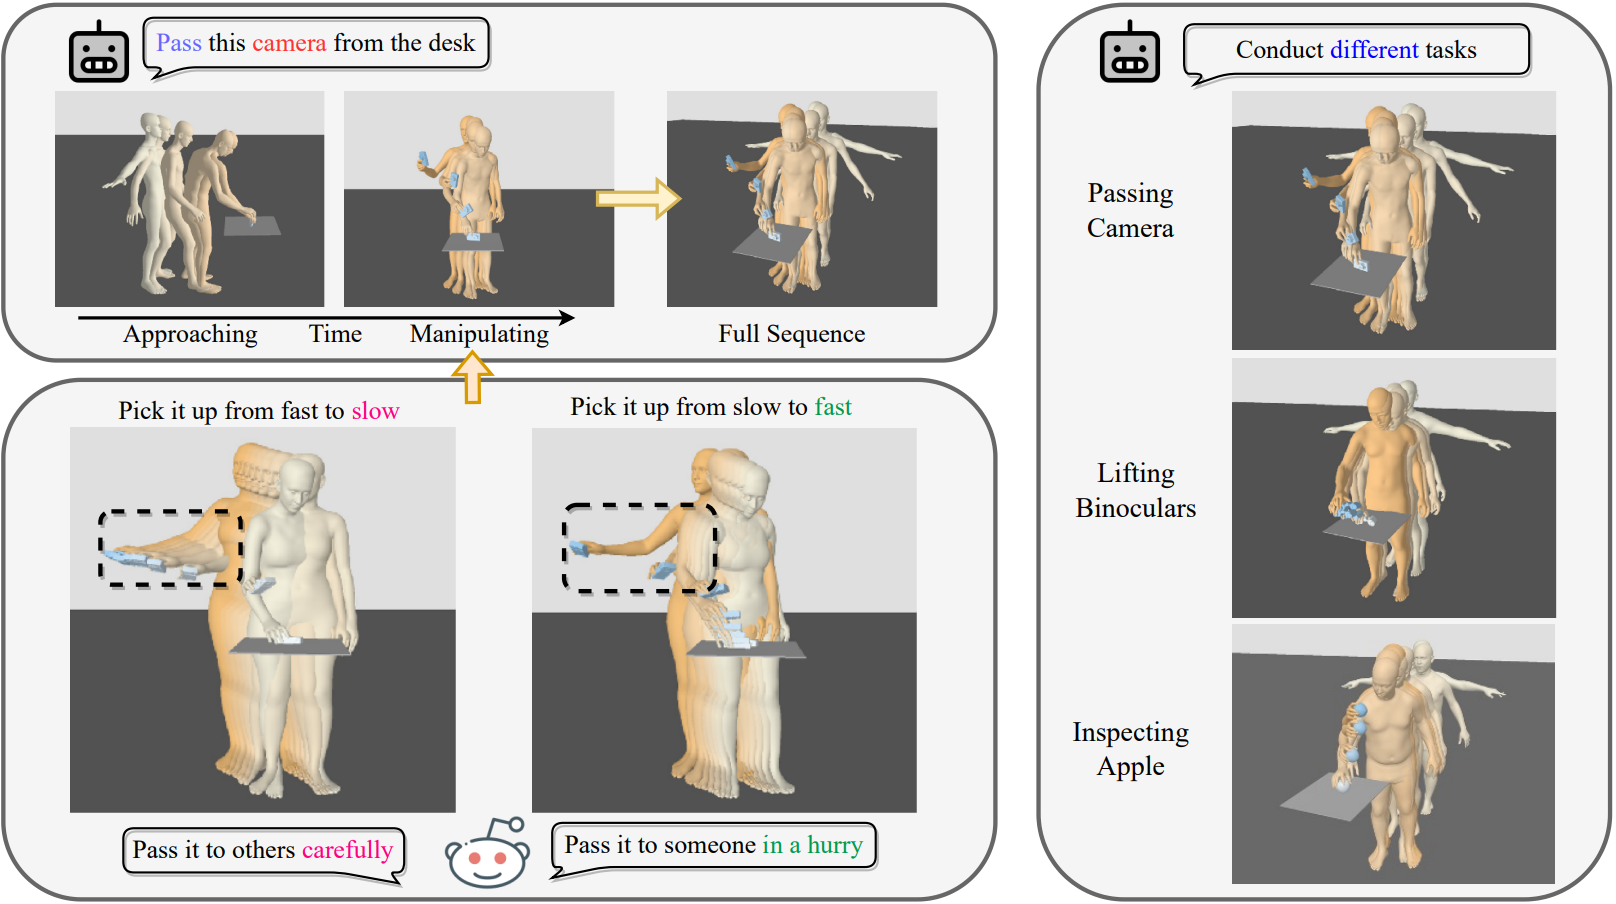 Pass this camera from the desk
Approaching
Time
Manipulating
Full Sequence
Pick it up from fast to slow
Pick it up from slow to fast
Pass it to others carefully
Pass it to someone in a hurry
Conduct different tasks
Passing
Camera
Lifting
Binoculars
Inspecting
Apple